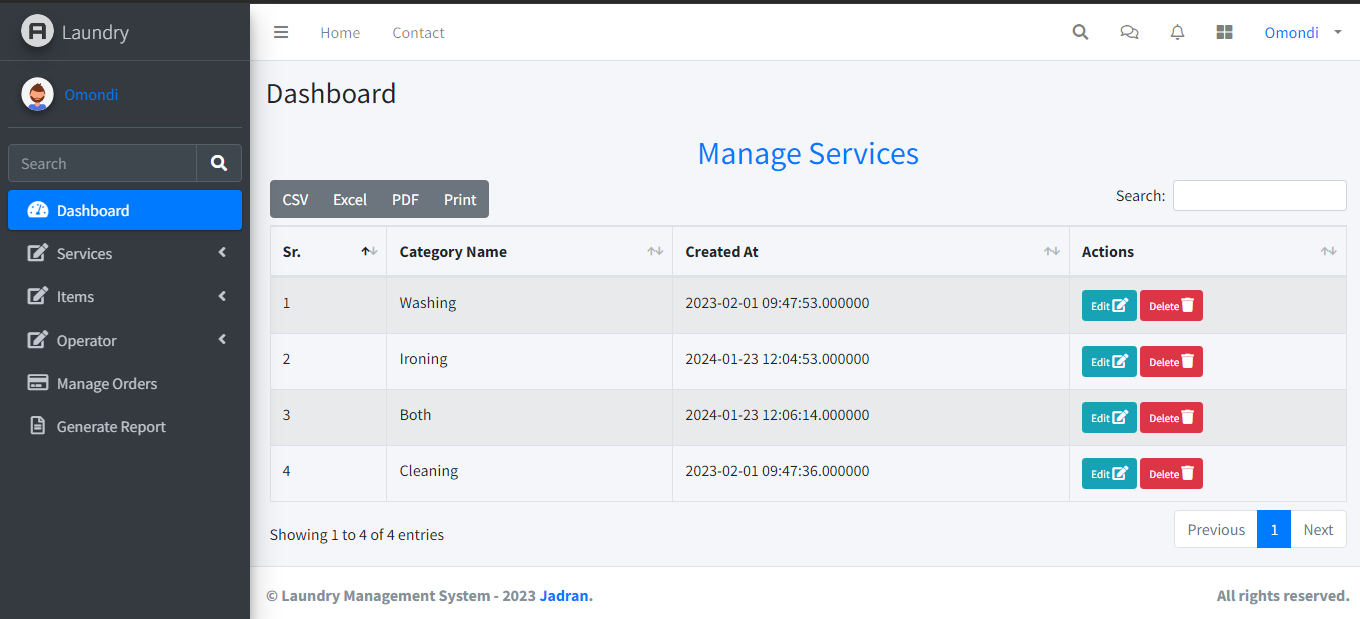 Laundry
Home Contact
Omondi
Omondi
Dashboard
Search
Manage Services
CSV Excel PDF Print
Search:
Dashboard
Services
Items
Operator
Manage Orders
Generate Report
Sr. Category Name Created At Actions
1 Washing 2023-02-01 09:47:53.000000 Edit Delete
2 Ironing 2024-01-23 12:04:53.000000 Edit Delete
3 Both 2024-01-23 12:06:14.000000 Edit Delete
4 Cleaning 2023-02-01 09:47:36.000000 Edit Delete
Showing 1 to 4 of 4 entries
Previous 1 Next
© Laundry Management System - 2023 Jadran.
All rights reserved.